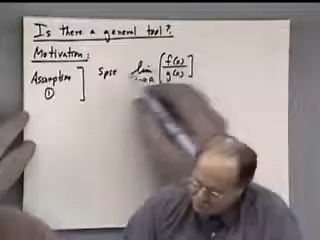 Is there a general tool?
Motivation:
Assumption ① ] Spse lim x→a [f(x)/g(x)]